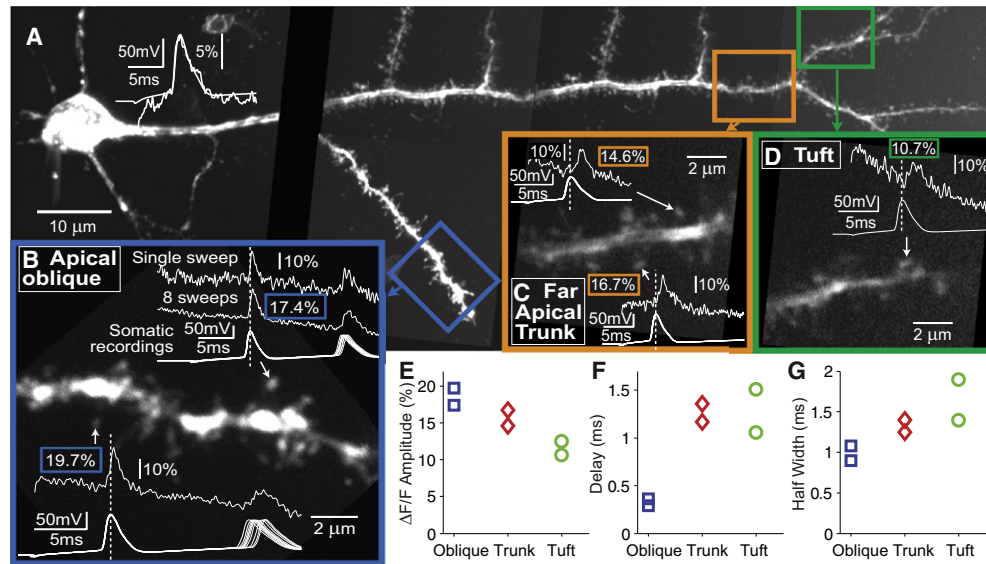 A
50mV
5ms
5%
10 µm
B Apical oblique
Single sweep
10%
8 sweeps
17.4%
Somatic recordings
50mV
5ms
19.7%
10%
50mV
5ms
2 µm
10%
14.6%
50mV
5ms
2 µm
16.7%
10%
C Far Apical Trunk
50mV
5ms
D Tuft
10.7%
10%
50mV
5ms
2 µm
E
ΔF/F Amplitude (%)
20
15
10
5
0
Oblique Trunk Tuft
F
Delay (ms)
1.5
1
0.5
0
Oblique Trunk Tuft
G
Half Width (ms)
2
1.5
1
0.5
0
Oblique Trunk Tuft